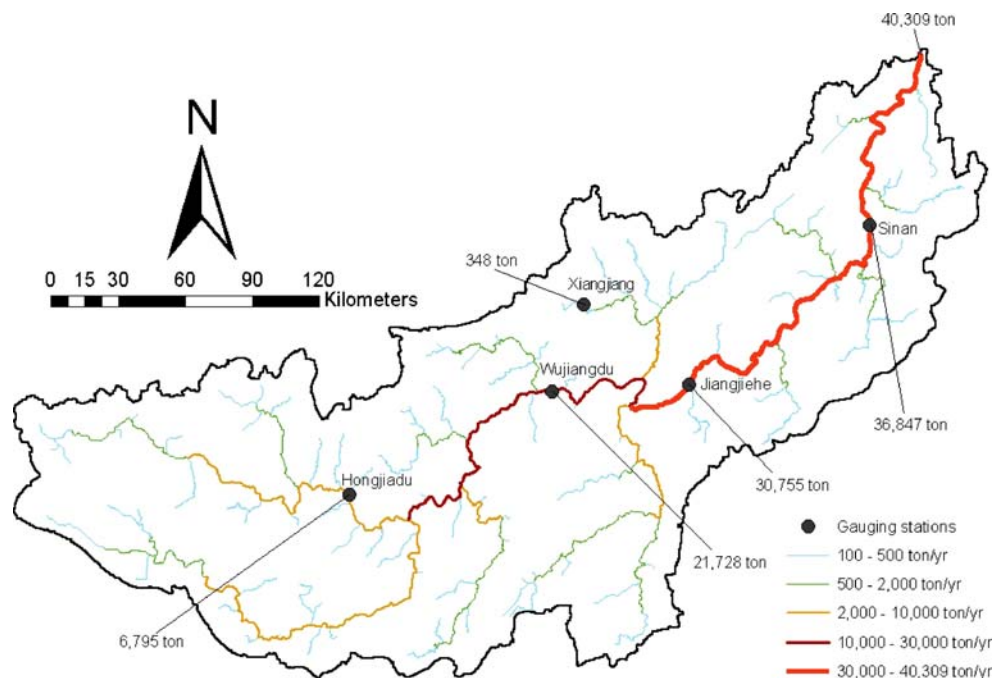 40,309 ton
N
0 15 30 60 90 120
Kilometers
348 ton
Xiangjiang
Sinan
Wujiangdu
Jiangjiehe
36,847 ton
Hongjiadu
30,755 ton
21,728 ton
6,795 ton
Gauging stations
100 - 500 ton/yr
500 - 2,000 ton/yr
2,000 - 10,000 ton/yr
10,000 - 30,000 ton/yr
30,000 - 40,309 ton/yr